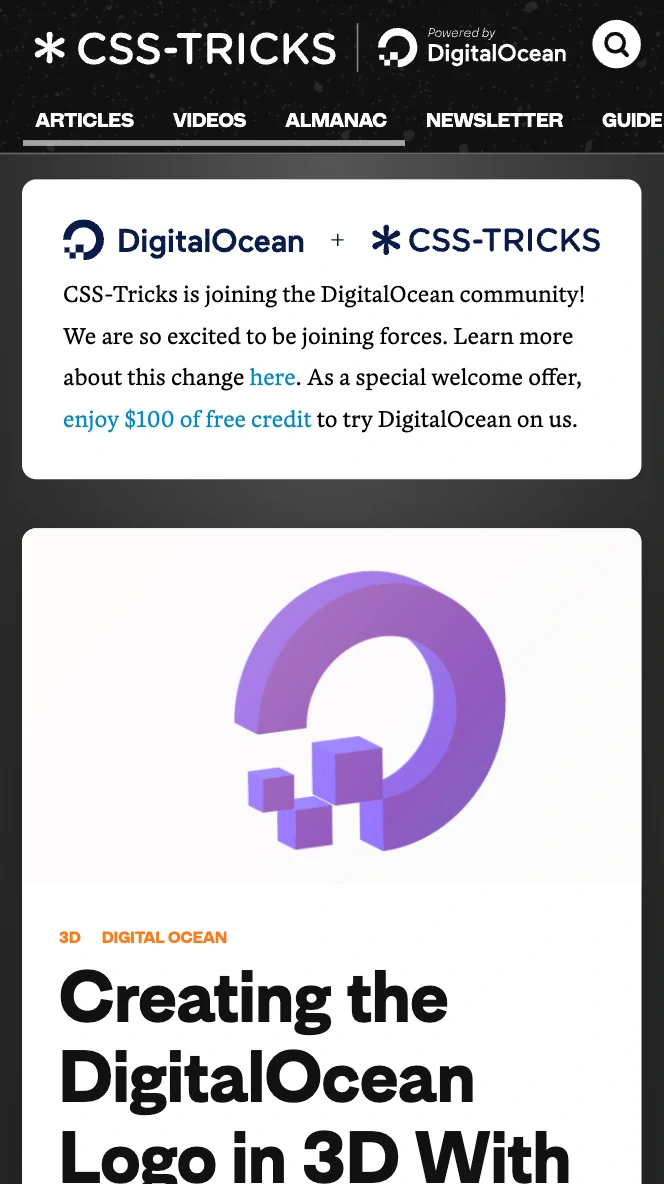 CSS-TRICKS
Powered by
DigitalOcean
ARTICLES VIDEOS ALMANAC NEWSLETTER GUIDE
DigitalOcean + CSS-TRICKS
CSS-Tricks is joining the DigitalOcean community!
We are so excited to be joining forces. Learn more
about this change here. As a special welcome offer,
enjoy $100 of free credit to try DigitalOcean on us.
3D DIGITAL OCEAN
Creating the
DigitalOcean
Logo in 3D With